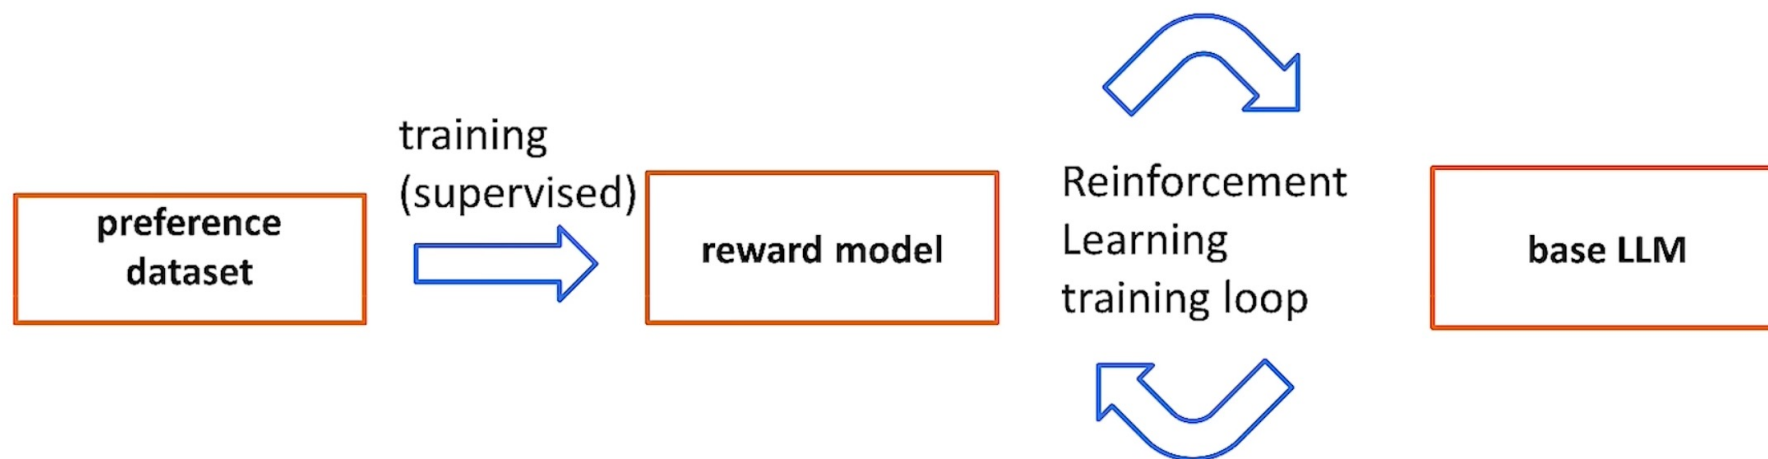 preference
dataset
training
(supervised)
reward model
Reinforcement
Learning
training loop
base LLM